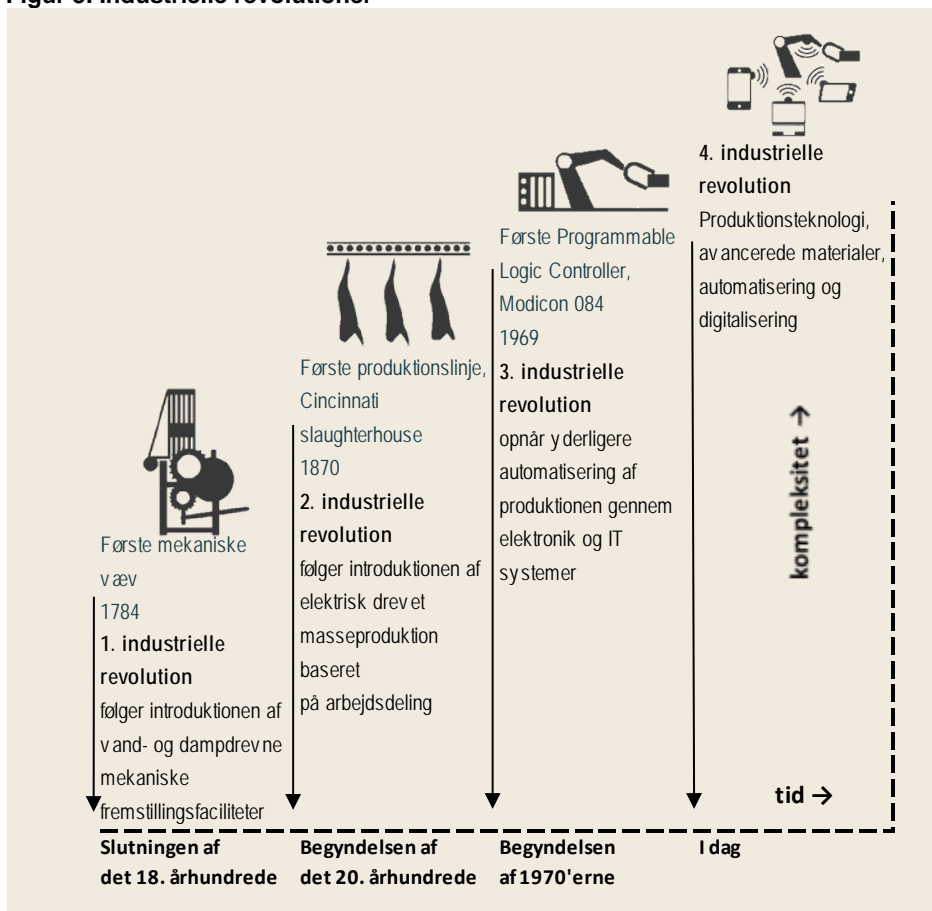 Figur 3. Industrielle revolutioner
Første mekaniske
væv
1784
1. industrielle
revolution
følger introduktionen af
vand- og dampdrevne
mekaniske
fremstillingsfaciliteter
Slutningen af
det 18. århundrede
Første produktionslinje,
Cincinnati
slaughterhouse
1870
2. industrielle
revolution
følger introduktionen af
elektrisk drevet
masseproduktion
baseret
på arbejdsdeling
Begyndelsen af
det 20. århundrede
Første Programmable
Logic Controller,
Modicon 084
1969
3. industrielle
revolution
opnår yderligere
automatisering af
produktionen gennem
elektronik og IT
systemer
Begyndelsen
af 1970'erne
4. industrielle
revolution
Produktionsteknologi,
avancerede materialer,
automatisering og
digitalisering
I dag
kompleksitet →
tid →